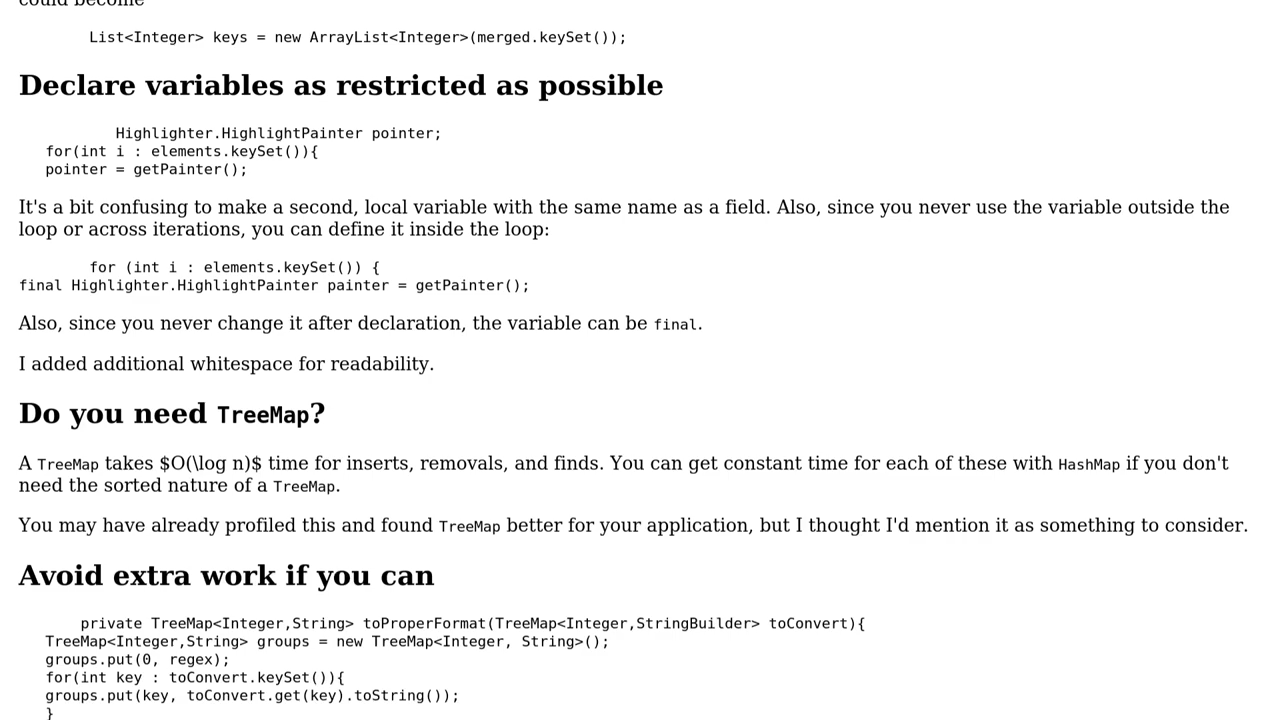 could become
List<Integer> keys = new ArrayList<Integer>(merged.keySet());
Declare variables as restricted as possible
Highlighter.HighlightPainter pointer;
for(int i : elements.keySet()){
pointer = getPainter();
It's a bit confusing to make a second, local variable with the same name as a field. Also, since you never use the variable outside the
loop or across iterations, you can define it inside the loop:
for (int i : elements.keySet()) {
final Highlighter.HighlightPainter painter = getPainter();
Also, since you never change it after declaration, the variable can be final.
I added additional whitespace for readability.
Do you need TreeMap?
A TreeMap takes $O(\log n)$ time for inserts, removals, and finds. You can get constant time for each of these with HashMap if you don't
need the sorted nature of a TreeMap.
You may have already profiled this and found TreeMap better for your application, but I thought I'd mention it as something to consider.
Avoid extra work if you can
private TreeMap<Integer,String> toProperFormat(TreeMap<Integer,StringBuilder> toConvert){
TreeMap<Integer,String> groups = new TreeMap<Integer, String>();
groups.put(0, regex);
for(int key : toConvert.keySet()){
groups.put(key, toConvert.get(key).toString());
}